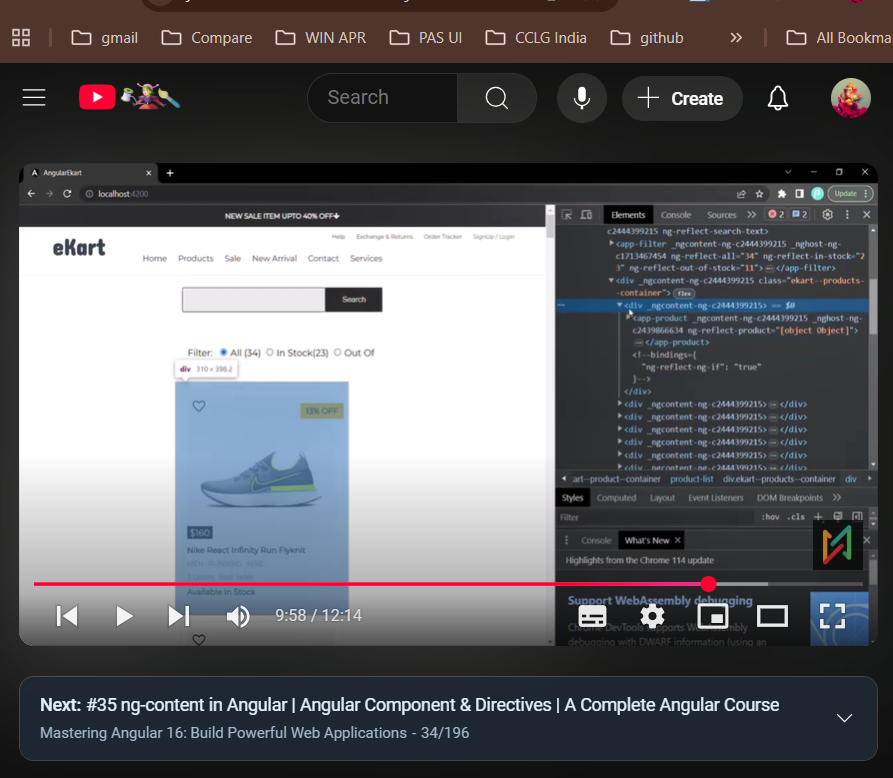 gmail
Compare
WIN APR
PAS UI
CCLG India
github
»
All Bookma
Search
Create
AngularEkart
localhost:4200
Update
NEW SALE ITEM UPTO 40% OFF
Help
Exchange & Returns
Order Tracker
SignUp / Login
eKart
Home
Products
Sale
New Arrival
Contact
Services
Search
Filter: All (34) In Stock(23) Out Of
div 310 × 398.2
13% OFF
$160
Nike React Infinity Run Flyknit
MEN RUNNING NIKE
Available In Stock
Elements
Console
Sources
»
2
2
c2444399215 ng-reflect-search-text>
<app-filter _ngcontent-ng-c2444399215 _nghost-ng-
c1713467454 ng-reflect-all="34" ng-reflect-in-stock="2
3" ng-reflect-out-of-stock="11">…</app-filter>
<div _ngcontent-ng-c2444399215 class="ekart--products-
-container"> flex
<div _ngcontent-ng-c2444399215> == $0
<app-product _ngcontent-ng-c2444399215 _nghost-ng-
c2439866634 ng-reflect-product="[object Object]">
…</app-product>
<!--bindings={
"ng-reflect-ng-if": "true"
}-->
</div>
<div _ngcontent-ng-c2444399215>…</div>
<div _ngcontent-ng-c2444399215>…</div>
<div _ngcontent-ng-c2444399215>…</div>
<div _ngcontent-ng-c2444399215>…</div>
<div _ngcontent-ng-c2444399215>…</div>
<div _ngcontent-ng-c2444399215>…</div>
.art--product--container product-list div.ekart--products--container div
Styles
Computed
Layout
Event Listeners
DOM Breakpoints
»
Filter
:hov .cls
Console
What's New
Highlights from the Chrome 114 update
Support WebAssembly debugging
Chrome DevTools supports WebAssembly
debugging with DWARF information (using an
9:58 / 12:14
Next: #35 ng-content in Angular | Angular Component & Directives | A Complete Angular Course
Mastering Angular 16: Build Powerful Web Applications - 34/196